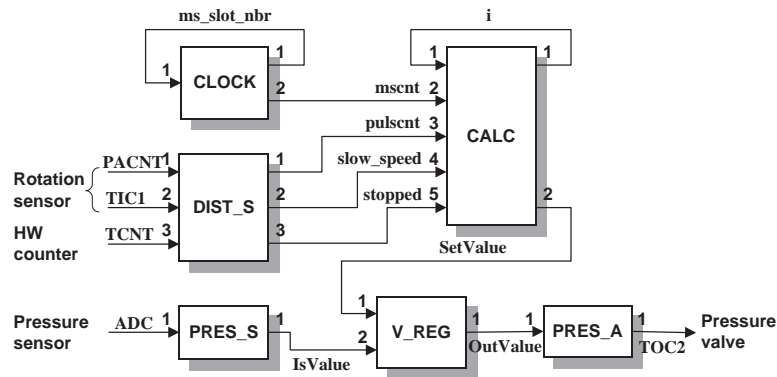 ms_slot_nbr
i
1
1
CLOCK
2
1
1
mscnt 2
pulscnt 3
slow_speed 4
stopped 5
CALC
2
SetValue
Rotation
sensor
PACNT 1
TIC1 2
HW
counter
TCNT 3
DIST_S
1
2
3
Pressure
sensor
ADC 1
PRES_S
1
IsValue
1
2
V_REG
1
OutValue
1
PRES_A
1
TOC2
Pressure
valve